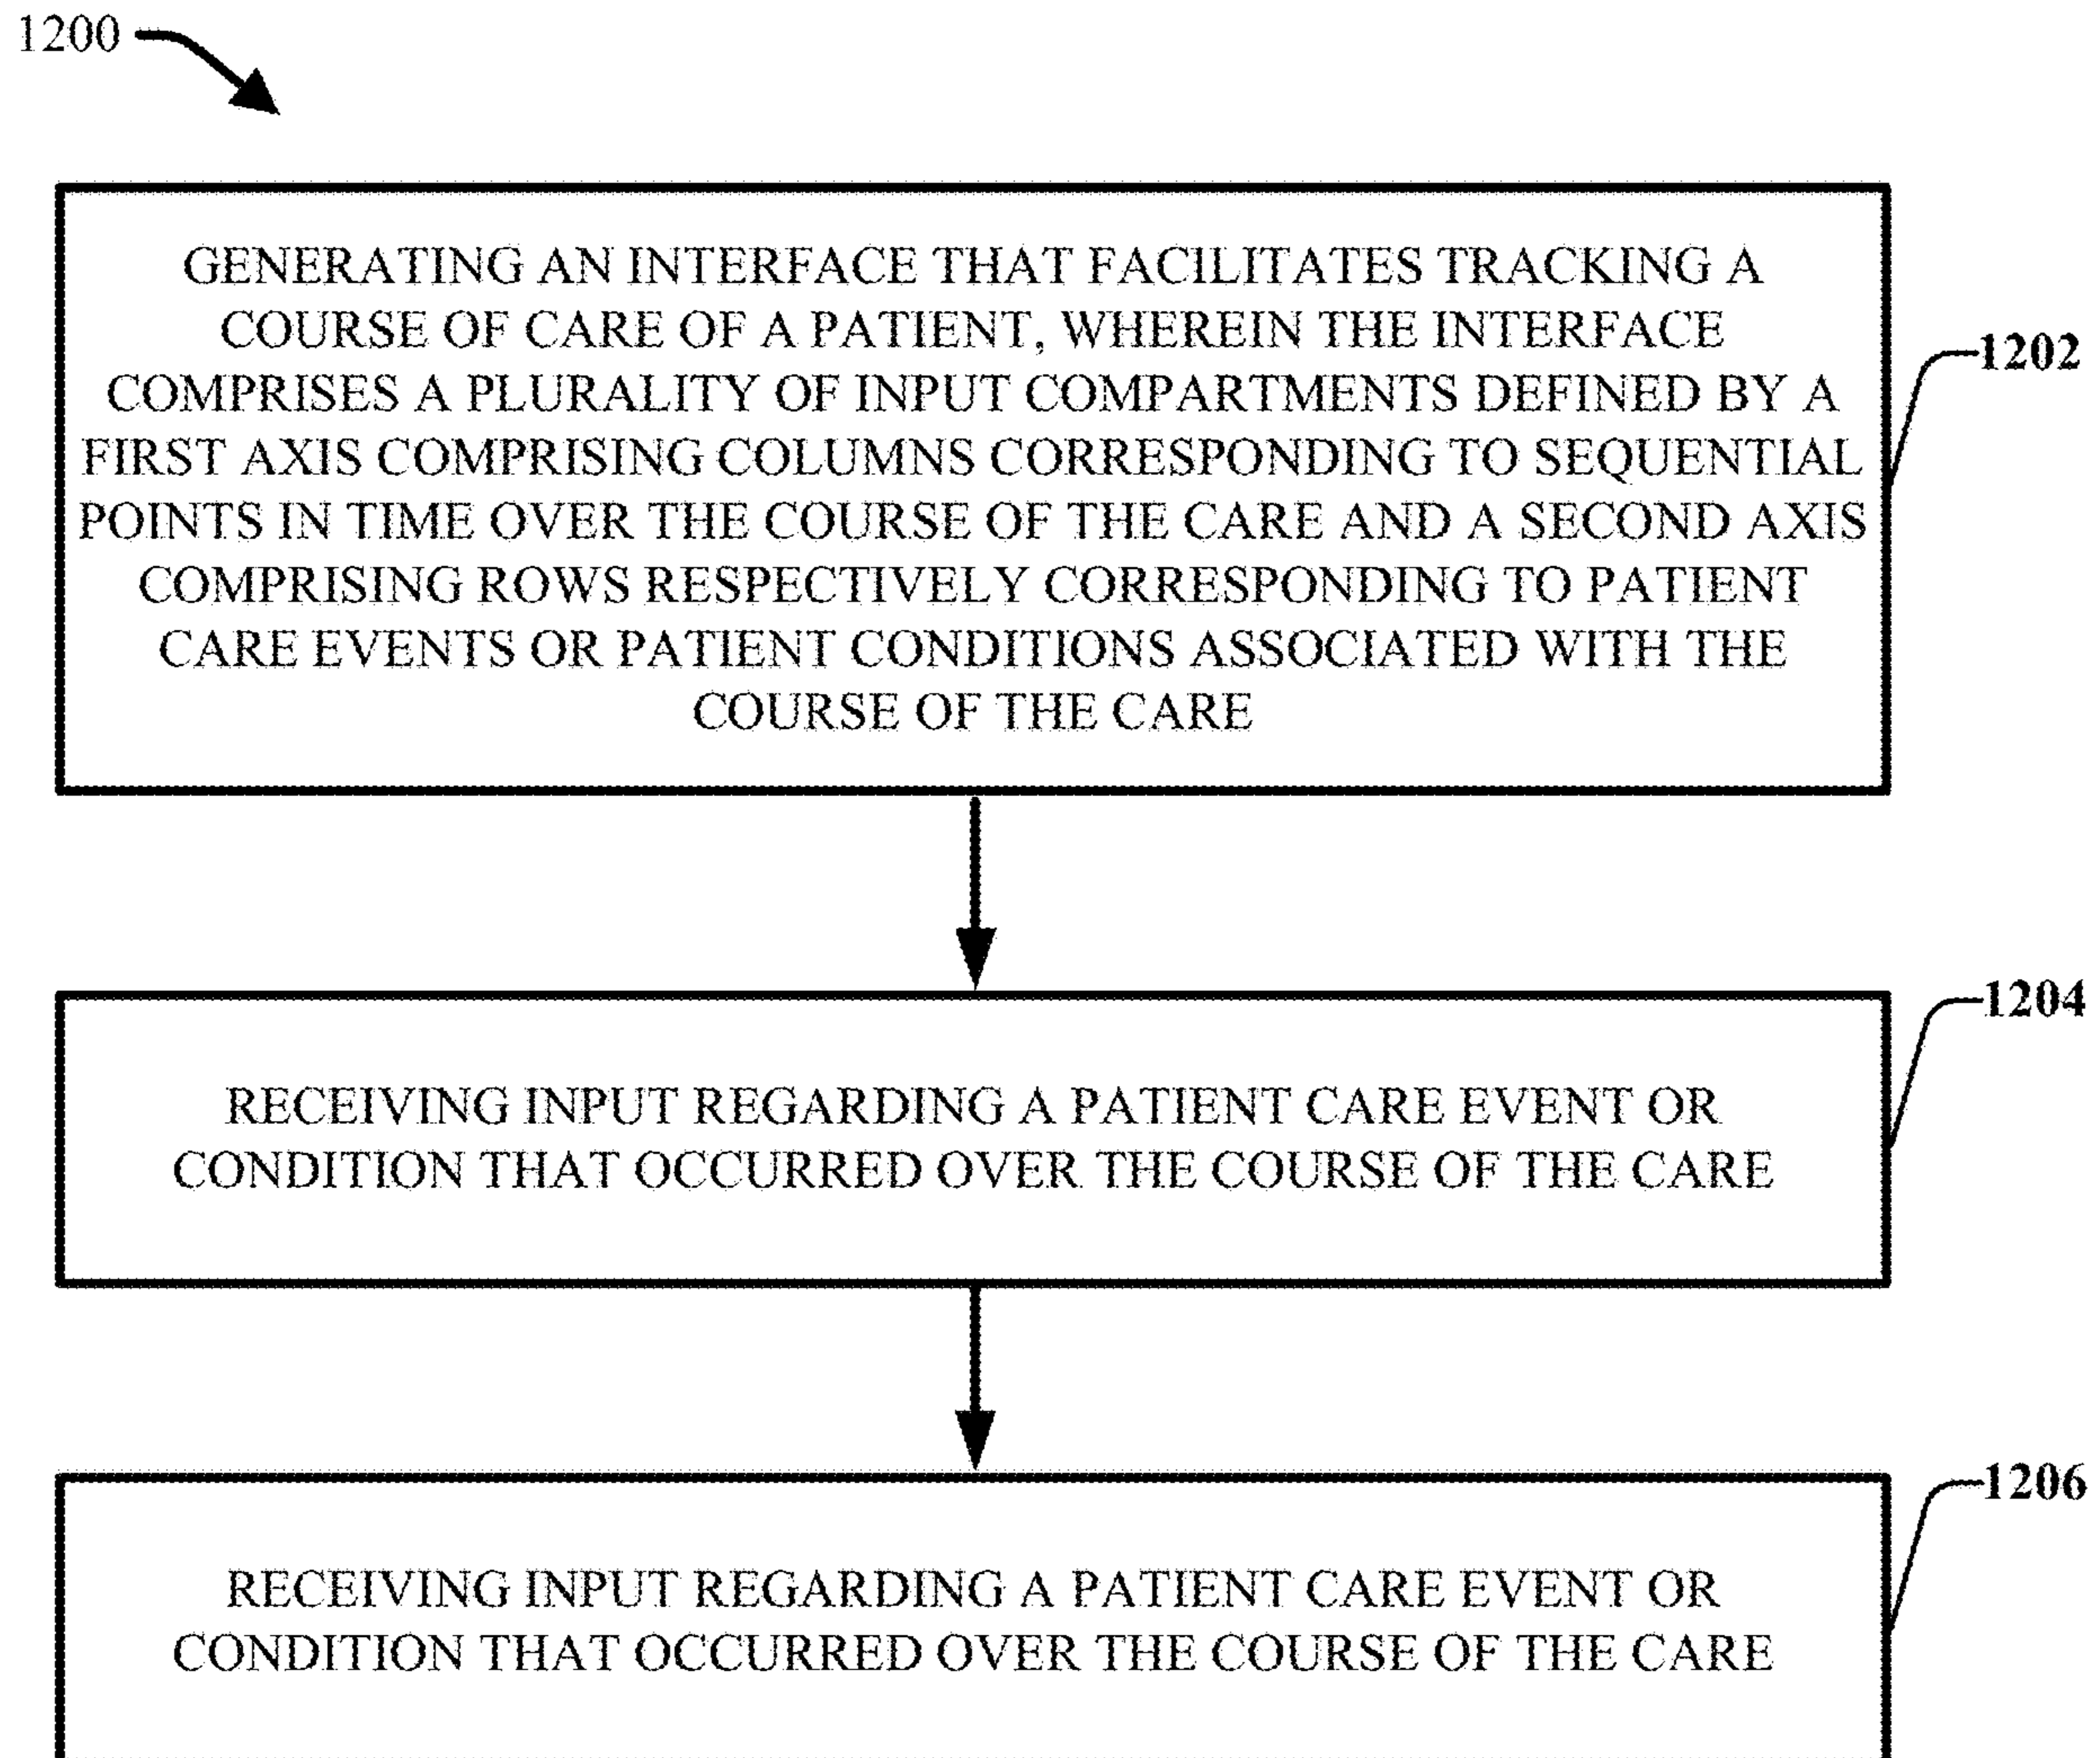 1200
GENERATING AN INTERFACE THAT FACILITATES TRACKING A
COURSE OF CARE OF A PATIENT, WHEREIN THE INTERFACE
COMPRISES A PLURALITY OF INPUT COMPARTMENTS DEFINED BY A
FIRST AXIS COMPRISING COLUMNS CORRESPONDING TO SEQUENTIAL
POINTS IN TIME OVER THE COURSE OF THE CARE AND A SECOND AXIS
COMPRISING ROWS RESPECTIVELY CORRESPONDING TO PATIENT
CARE EVENTS OR PATIENT CONDITIONS ASSOCIATED WITH THE
COURSE OF THE CARE
1202
RECEIVING INPUT REGARDING A PATIENT CARE EVENT OR
CONDITION THAT OCCURRED OVER THE COURSE OF THE CARE
1204
RECEIVING INPUT REGARDING A PATIENT CARE EVENT OR
CONDITION THAT OCCURRED OVER THE COURSE OF THE CARE
1206